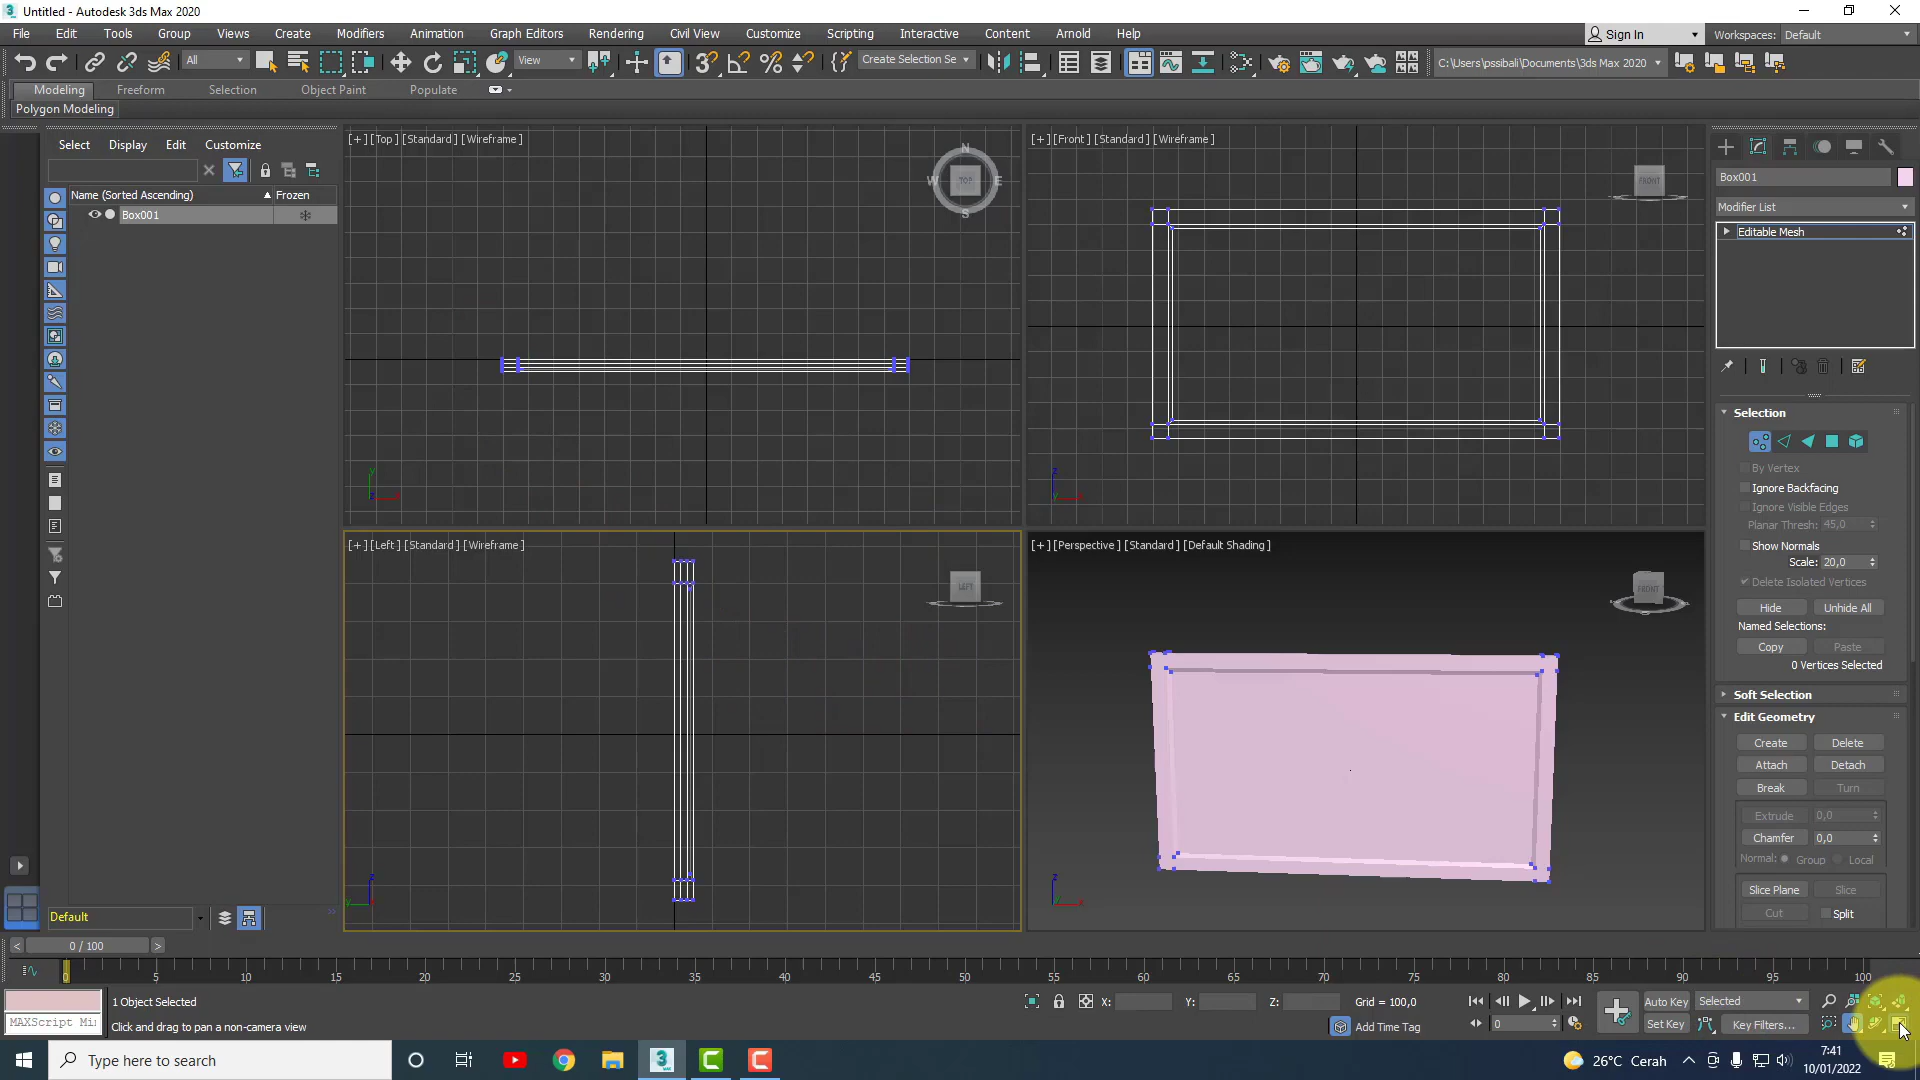 Untitled - Autodesk 3ds Max 2020
File Edit Tools Group Views Create Modifiers Animation Graph Editors Rendering Civil View Customize Scripting Interactive Content Arnold Help
Sign In Workspaces: Default
All View Create Selection Se C:\Users\pssibali\Documents\3ds Max 2020
Modeling Freeform Selection Object Paint Populate
Polygon Modeling
Select Display Edit Customize
Name (Sorted Ascending) Frozen
Box001
[+] [Top] [Standard] [Wireframe]
N
W TOP E
S
y
x
[+] [Front] [Standard] [Wireframe]
FRONT
z
x
[+] [Left] [Standard] [Wireframe]
LEFT
z
y
[+] [Perspective] [Standard] [Default Shading]
FRONT
z
x
Box001
Modifier List
Editable Mesh
Selection
By Vertex
Ignore Backfacing
Ignore Visible Edges
Planar Thresh: 45,0
Show Normals
Scale: 20,0
Delete Isolated Vertices
Hide Unhide All
Named Selections:
Copy Paste
0 Vertices Selected
Soft Selection
Edit Geometry
Create Delete
Attach Detach
Break Turn
Extrude 0,0
Chamfer 0,0
Normal: Group Local
Slice Plane Slice
Cut Split
Default
0 / 100
0 5 10 15 20 25 30 35 40 45 50 55 60 65 70 75 80 85 90 95 100
1 Object Selected X: Y: Z: Grid = 100,0 Auto Key Selected
MAXScript Mi Click and drag to pan a non-camera view Add Time Tag 0 Set Key Key Filters...
Type here to search
26°C Cerah
7:41
10/01/2022